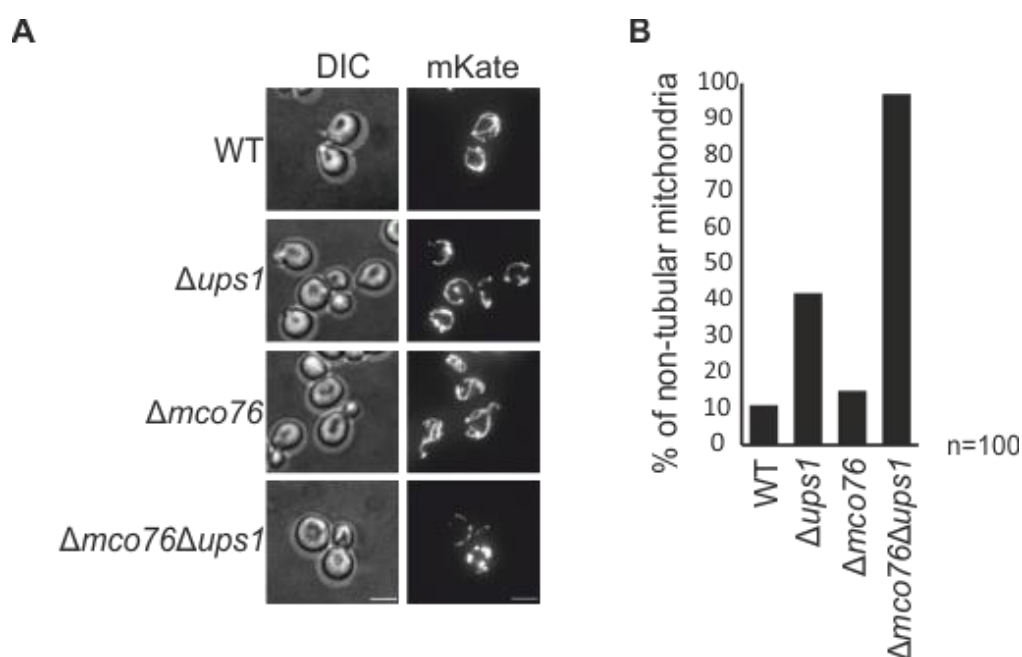 A
DIC mKate
WT
Δups1
Δmco76
Δmco76Δups1
B
% of non-tubular mitchondria
100
90
80
70
60
50
40
30
20
10
0
WT
Δups1
Δmco76
Δmco76Δups1
n=100